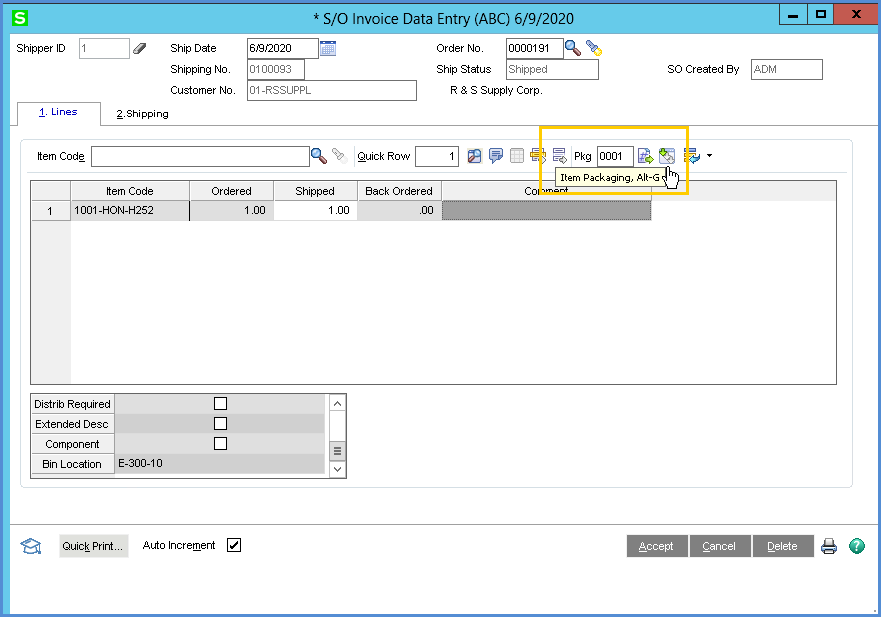 S
* S/O Invoice Data Entry (ABC) 6/9/2020
X
Shipper ID 1 Ship Date 6/9/2020 Order No. 0000191
Shipping No. 0100093 Ship Status Shipped SO Created By ADM
Customer No. 01-RSSUPPL R & S Supply Corp.
1. Lines 2.Shipping
Item Code Quick Row 1 Pkg 0001
Item Packaging, Alt-G
Item Code Ordered Shipped Back Ordered Comment
1 1001-HON-H252 1.00 1.00 .00
Distrib Required
Extended Desc
Component
Bin Location E-300-10
Quick Print... Auto Increment Accept Cancel Delete ?